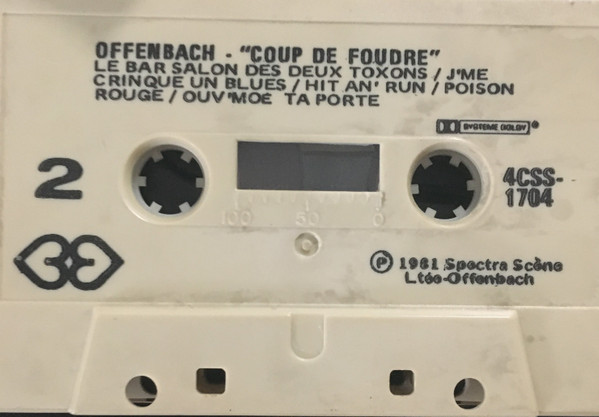 OFFENBACH - "COUP DE FOUDRE"
LE BAR SALON DES DEUX TOXONS / J'ME
CRINQUE UN BLUES / HIT AN' RUN / POISON
ROUGE / OUV'MOE TA PORTE
SYSTEME DOLBY
2
4CSS-
1704
100 50 0
℗ 1981 Spectra Scène
Ltée-Offenbach